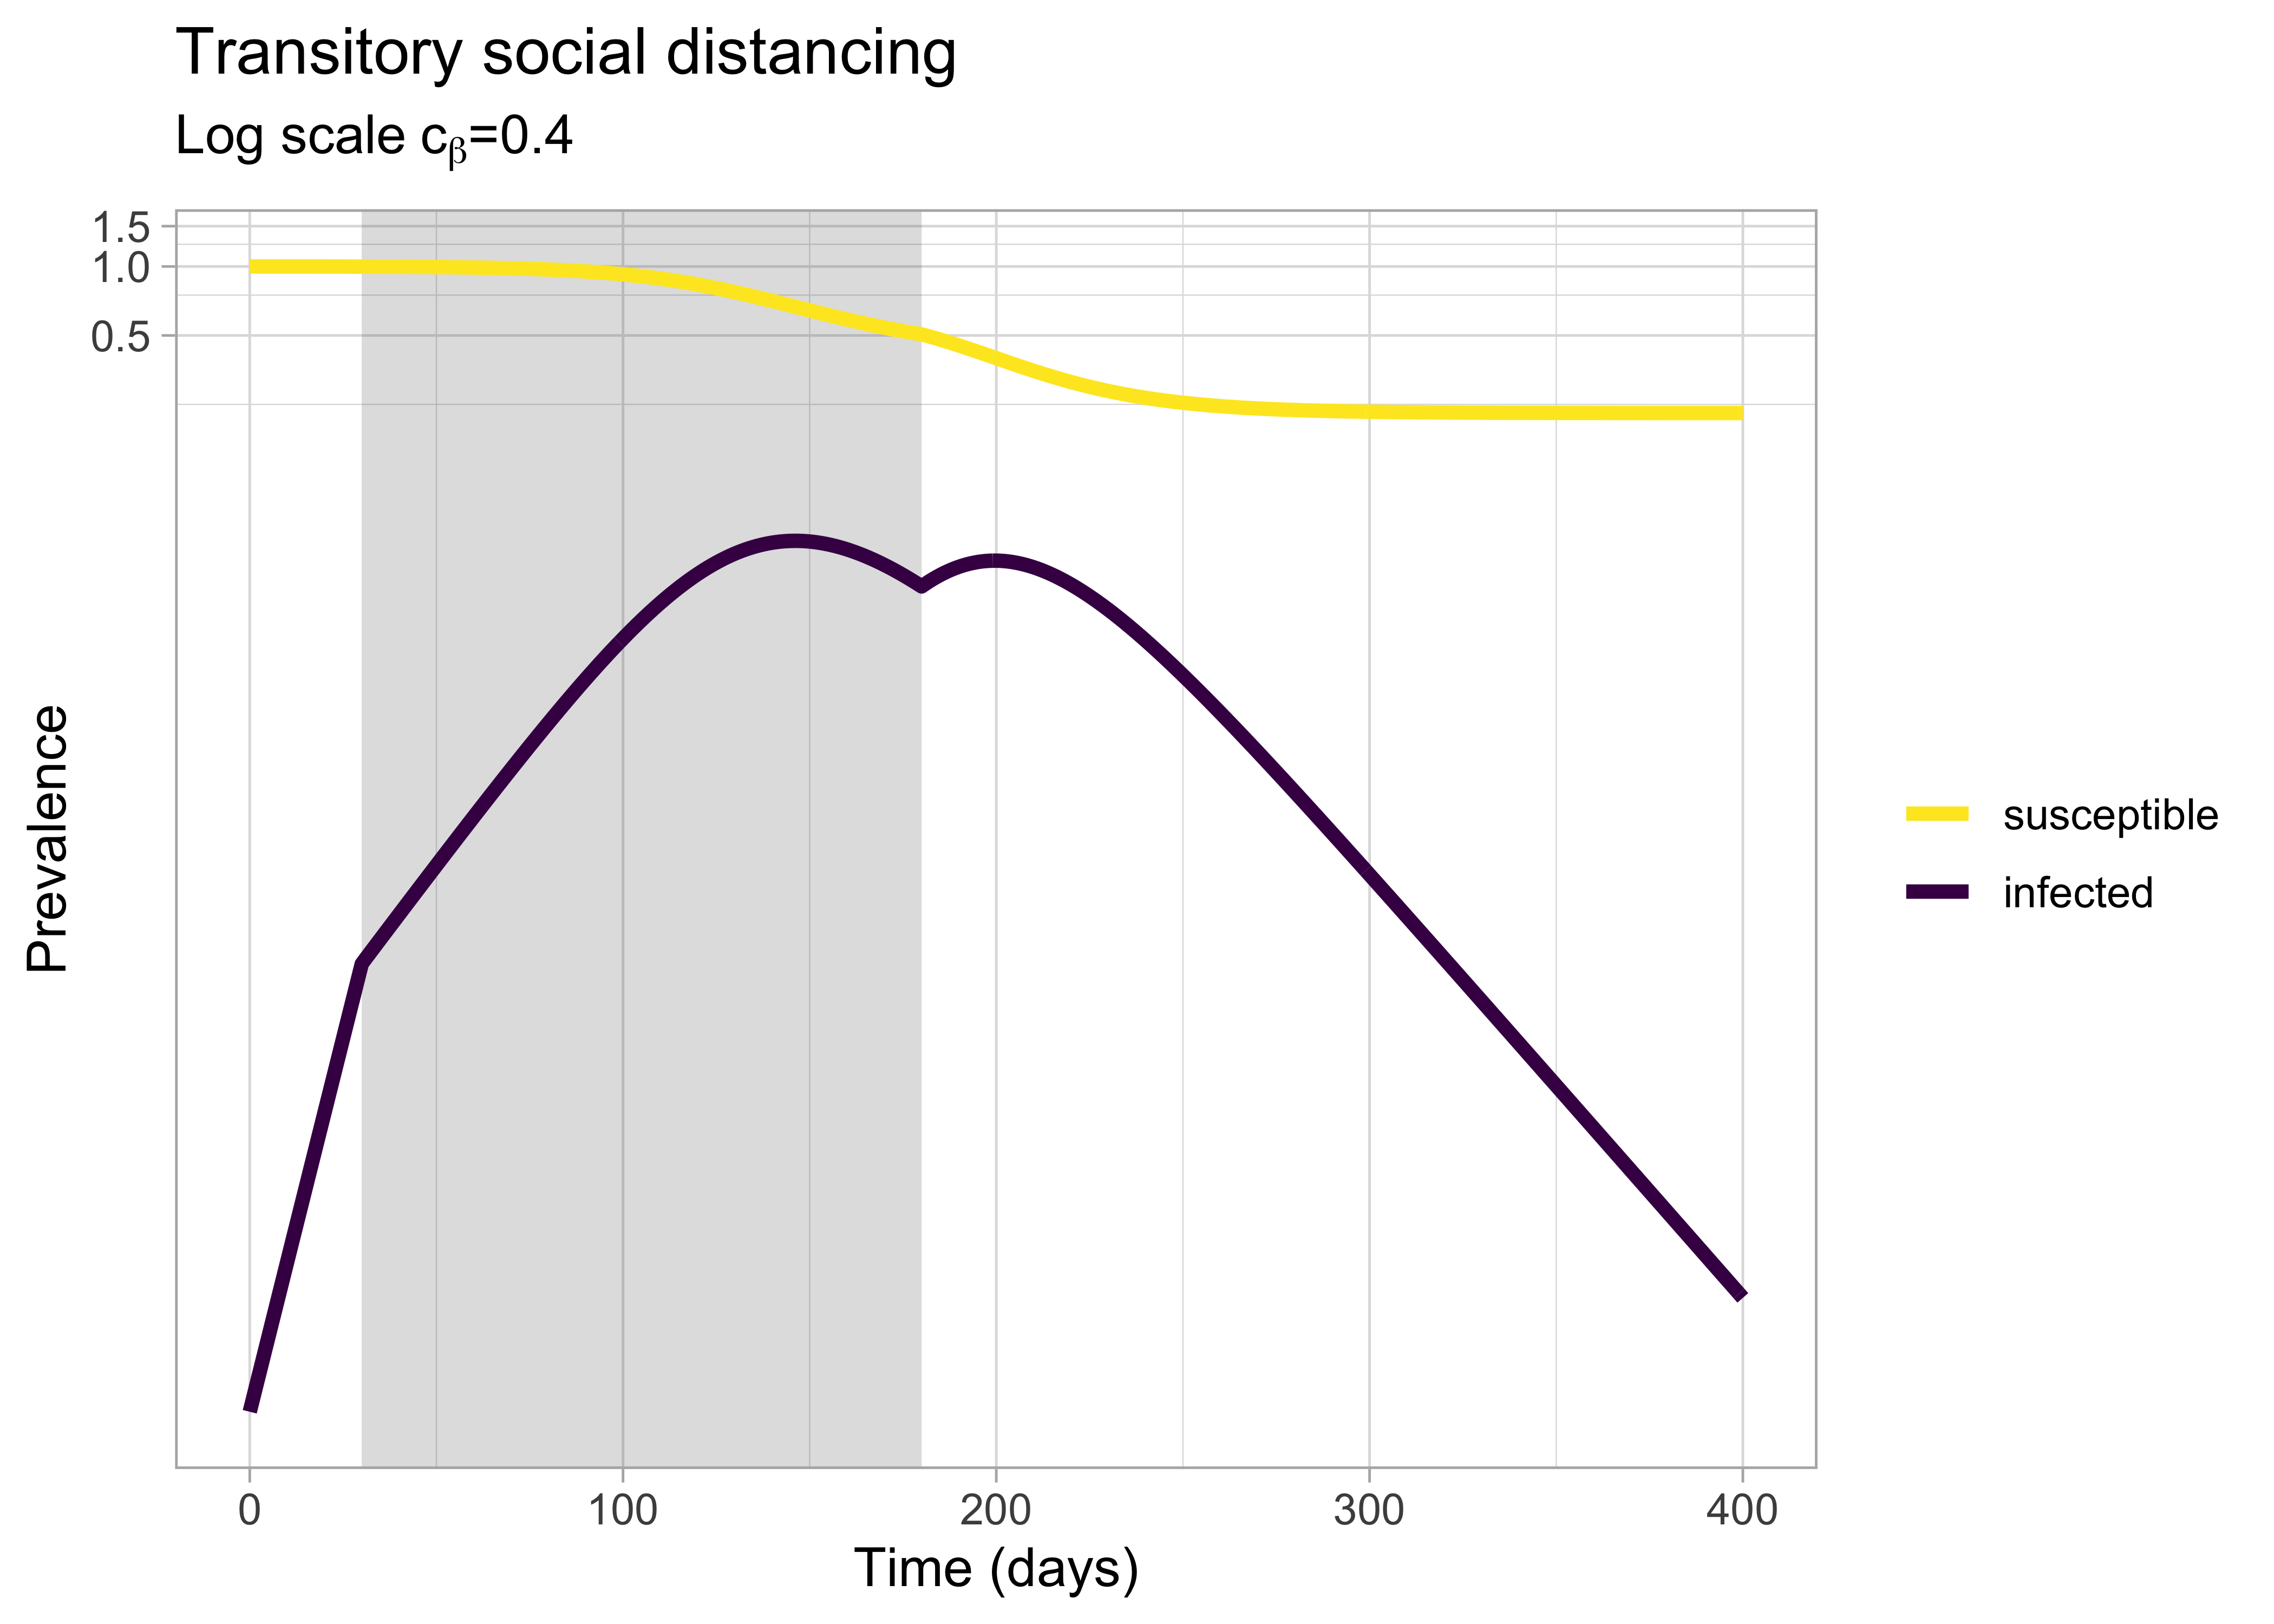 Transitory social distancing
Log scale cᵦ=0.4
1.5
1.0
0.5
Prevalence
0 100 200 300 400
Time (days)
susceptible
infected